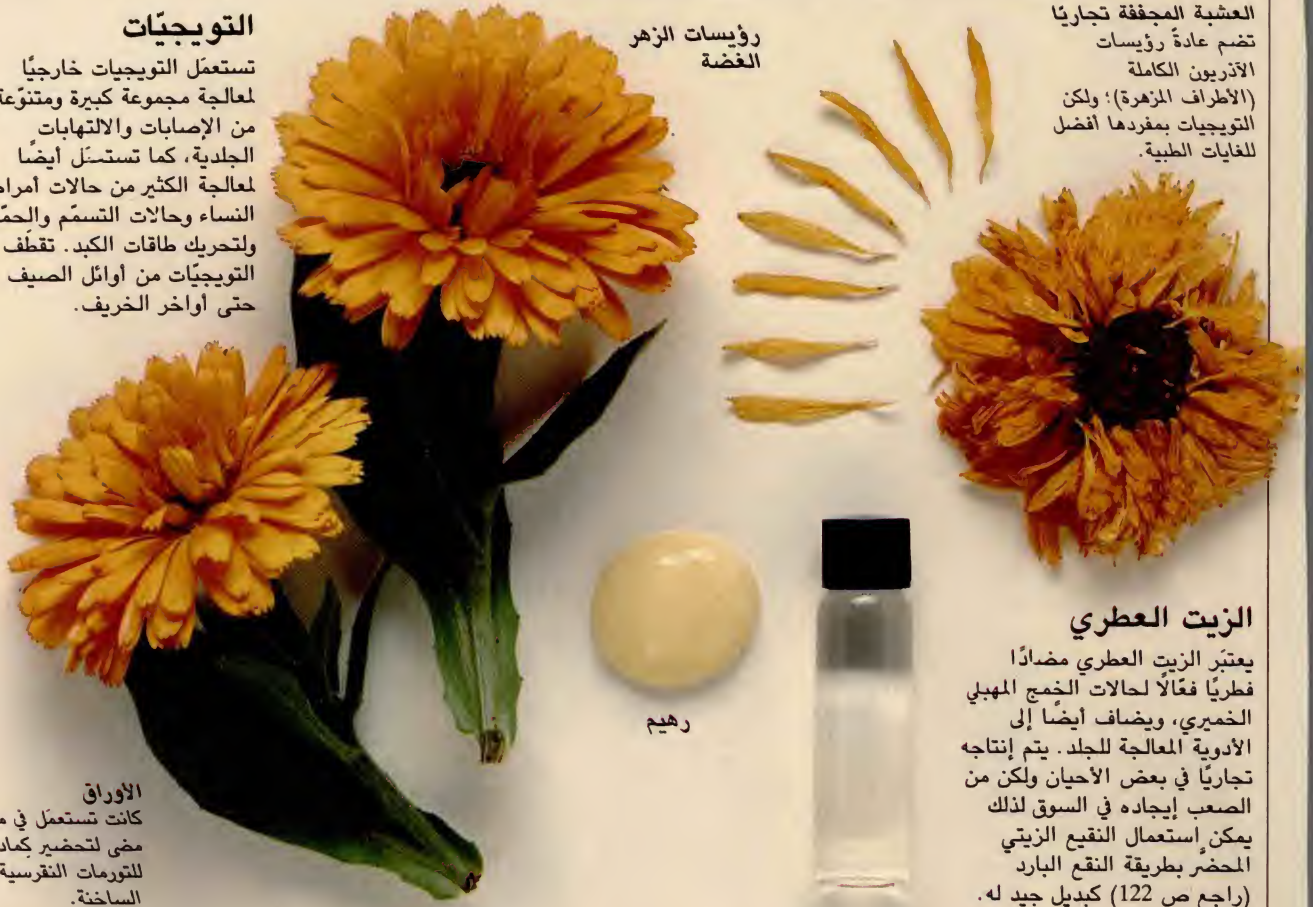 التويجيّات
تستعمَل التويجيات خارجيًا
لمعالجة مجموعة كبيرة ومتنوّعة
من الإصابات والالتهابات
الجلدية، كما تستعمَل أيضًا
لمعالجة الكثير من حالات أمراض
النساء وحالات التسمّم والحمّ
ولتحريك طاقات الكبد. تقطَف
التويجيّات من أوائل الصيف
حتى أواخر الخريف.
رؤيسات الزهر
الغضة
العشبة المجففة تجاريًا
تضم عادةً رؤيسات
الآذريون الكاملة
(الأطراف المزهرة)؛ ولكن
التويجيات بمفردها أفضل
للغايات الطبية.
رهيم
الزيت العطري
يعتبَر الزيت العطري مضادًا
فطريًا فعّالًا لحالات الخمج المهبلي
الخميري، ويضاف أيضًا إلى
الأدوية المعالجة للجلد. يتم إنتاجه
تجاريًا في بعض الأحيان ولكن من
الصعب إيجاده في السوق لذلك
يمكن استعمال النقيع الزيتي
المحضَّر بطريقة النقع البارد
(راجع ص 122) كبديل جيد له.
الأوراق
كانت تستعمَل في م
مضى لتحضير كماد
للتورمات النقرسية
الساخنة.